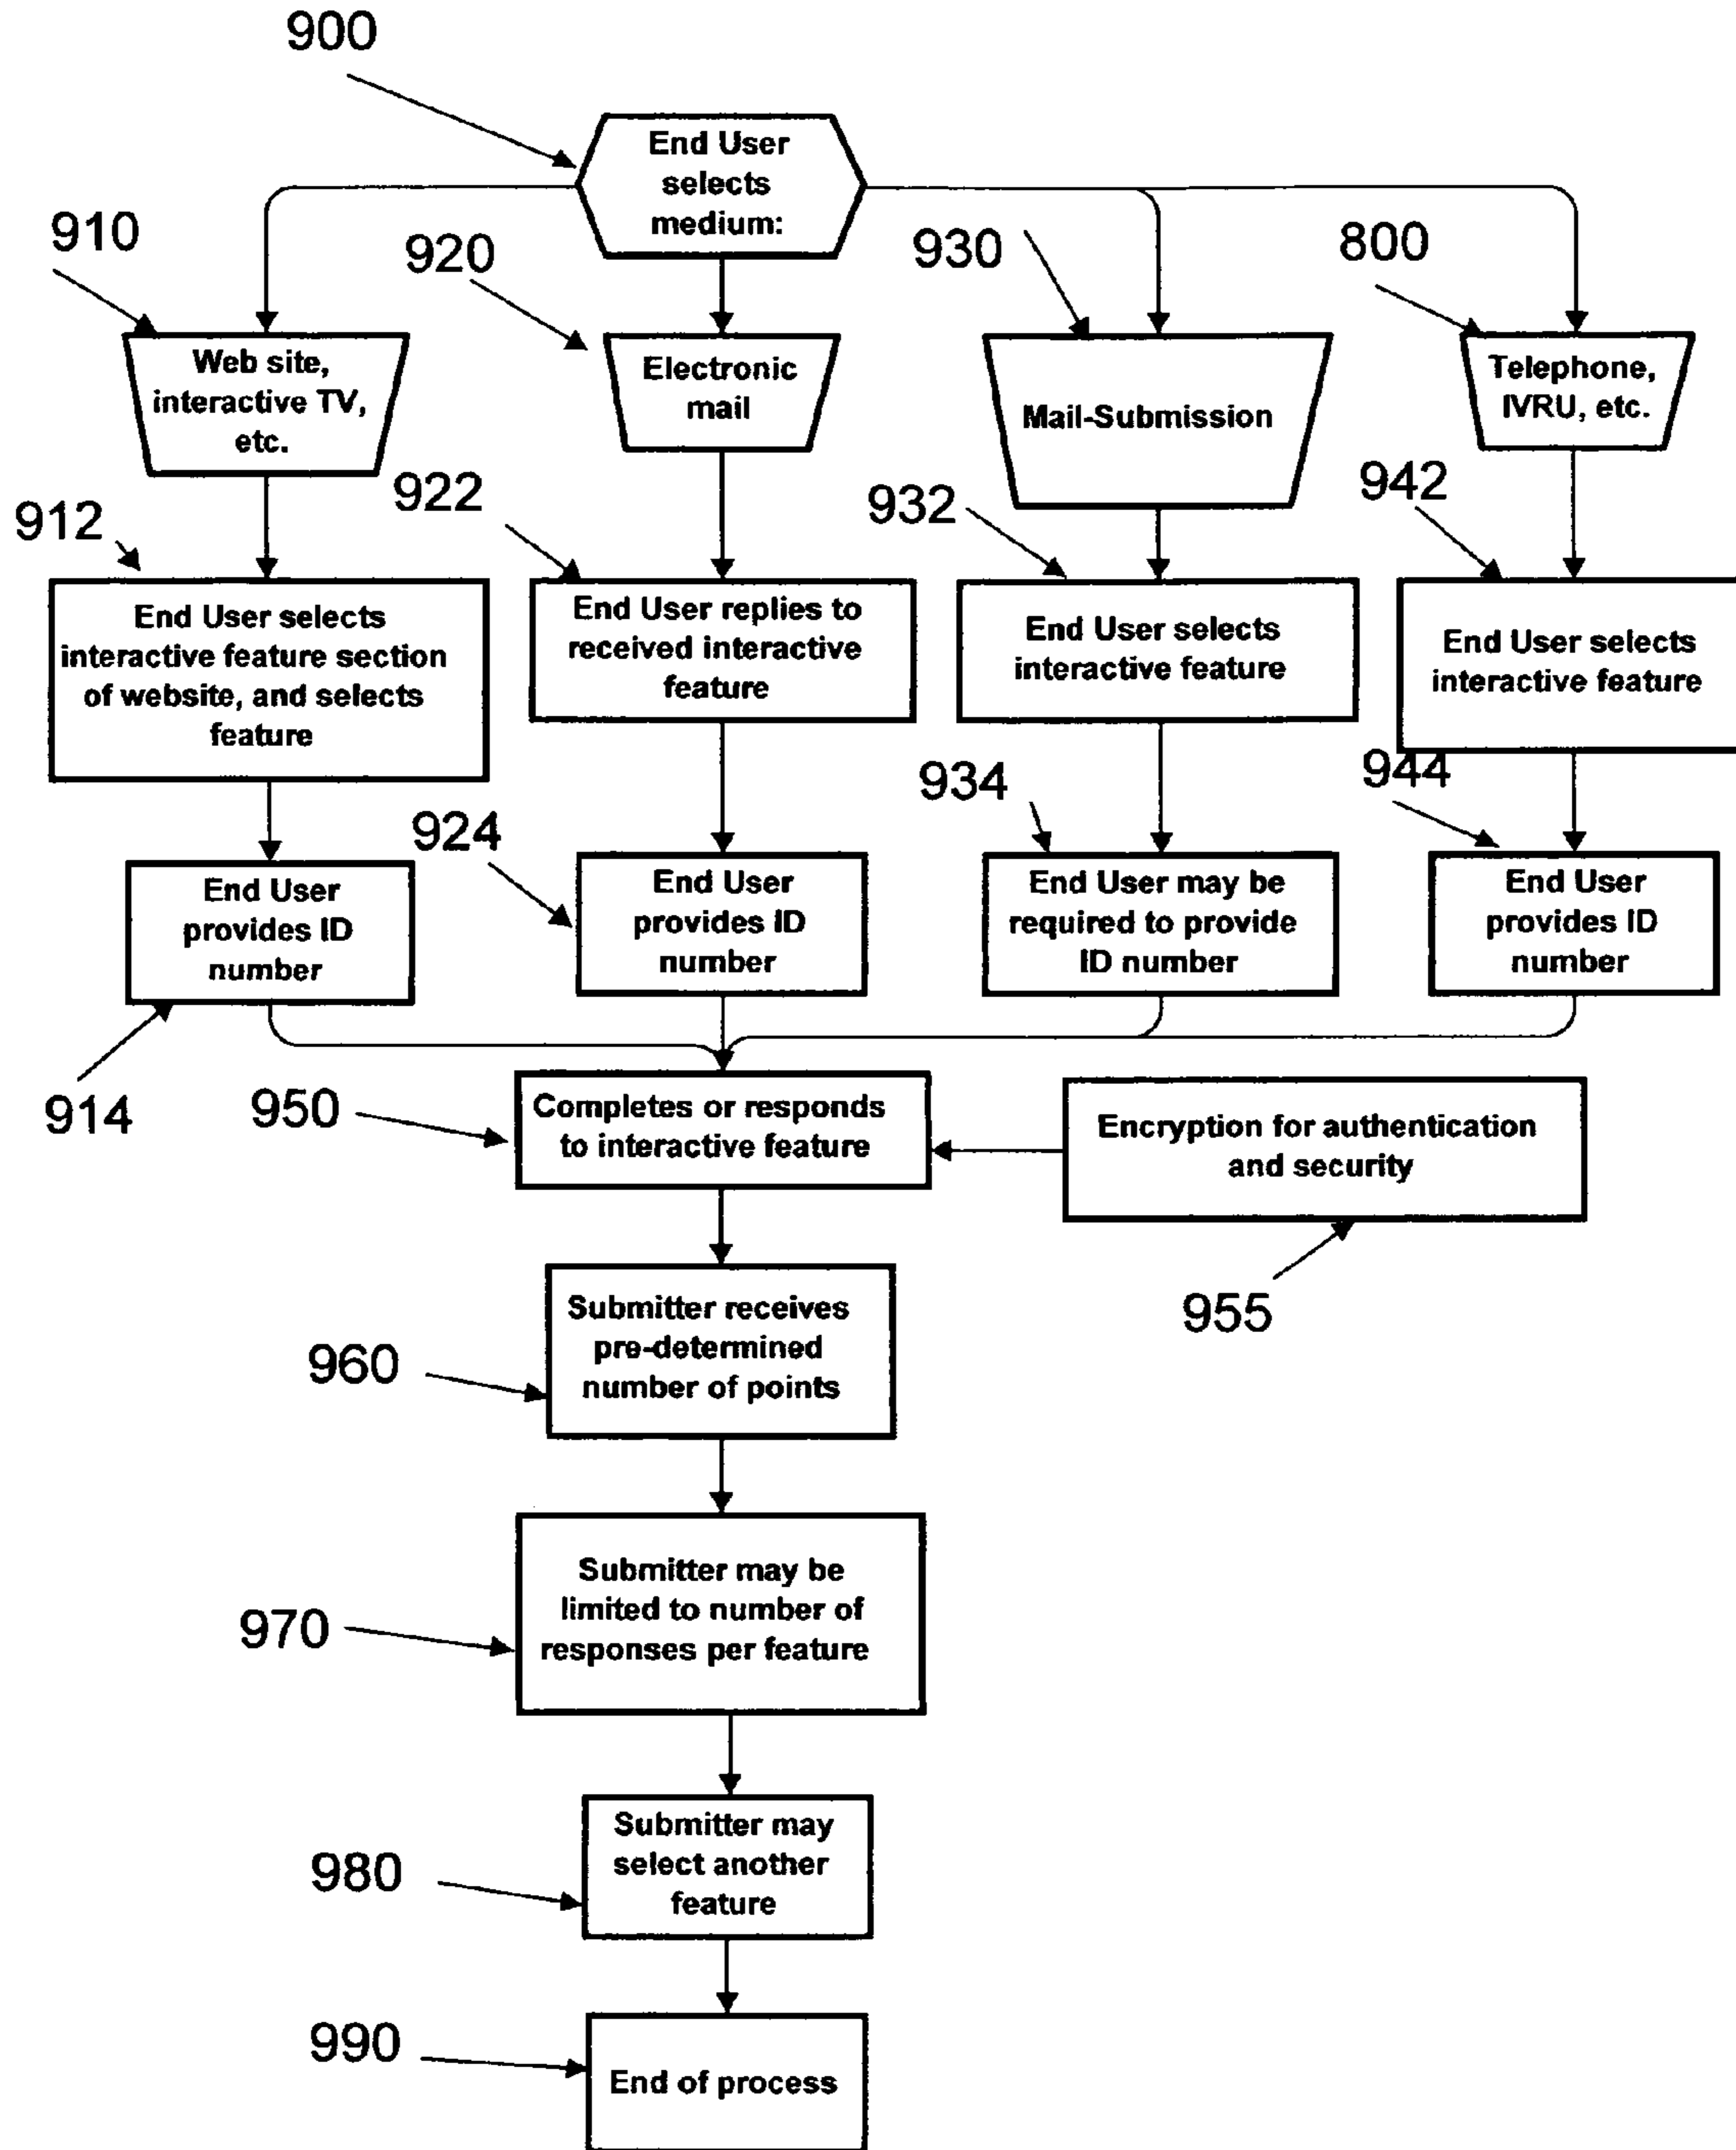 900
End User
selects
medium:
910
920
930
800
Web site,
interactive TV,
etc.
Electronic
mail
Mail-Submission
Telephone,
IVRU, etc.
912
922
932
942
End User selects
interactive feature section
of website, and selects
feature
End User replies to
received interactive
feature
End User selects
interactive feature
End User selects
interactive feature
924
934
944
End User
provides ID
number
End User
provides ID
number
End User may be
required to provide
ID number
End User
provides ID
number
914
950
Completes or responds
to interactive feature
Encryption for authentication
and security
955
960
Submitter receives
pre-determined
number of points
970
Submitter may be
limited to number of
responses per feature
980
Submitter may
select another
feature
990
End of process